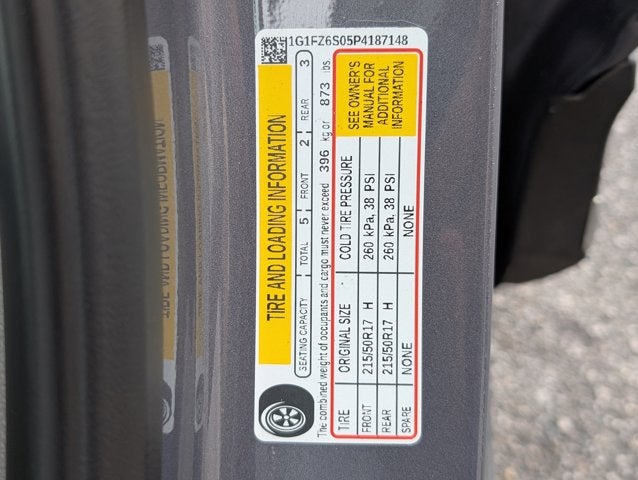 1G1FZ6S05P4187148
TIRE AND LOADING INFORMATION
SEATING CAPACITY TOTAL 5 FRONT 2 REAR 3
The combined weight of occupants and cargo must never exceed 396 kg or 873 lbs.
TIRE ORIGINAL SIZE COLD TIRE PRESSURE
FRONT 215/50R17 H 260 kPa, 38 PSI
REAR 215/50R17 H 260 kPa, 38 PSI
SPARE NONE NONE
SEE OWNER'S
MANUAL FOR
ADDITIONAL
INFORMATION